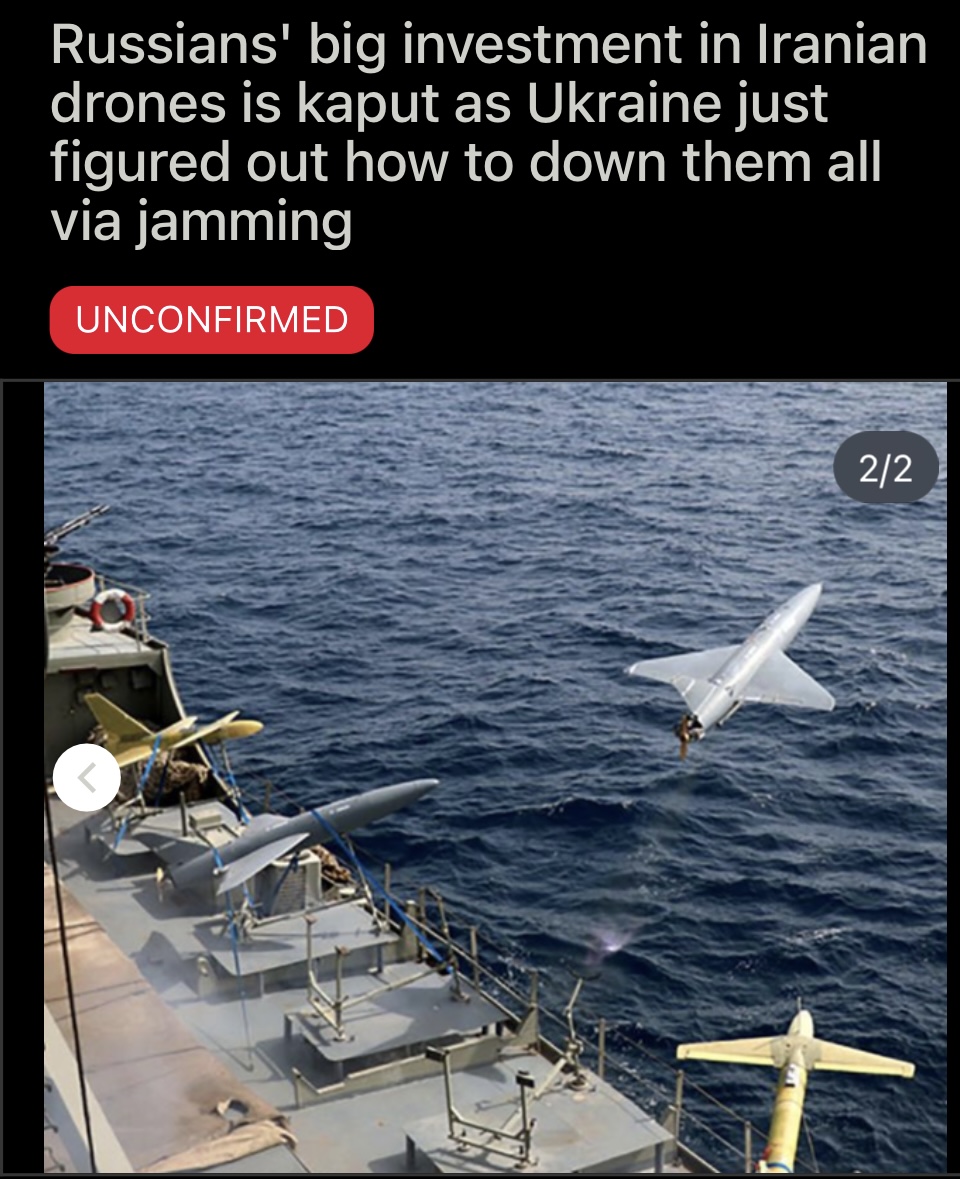 Russians' big investment in Iranian
drones is kaput as Ukraine just
figured out how to down them all
via jamming
UNCONFIRMED
2/2